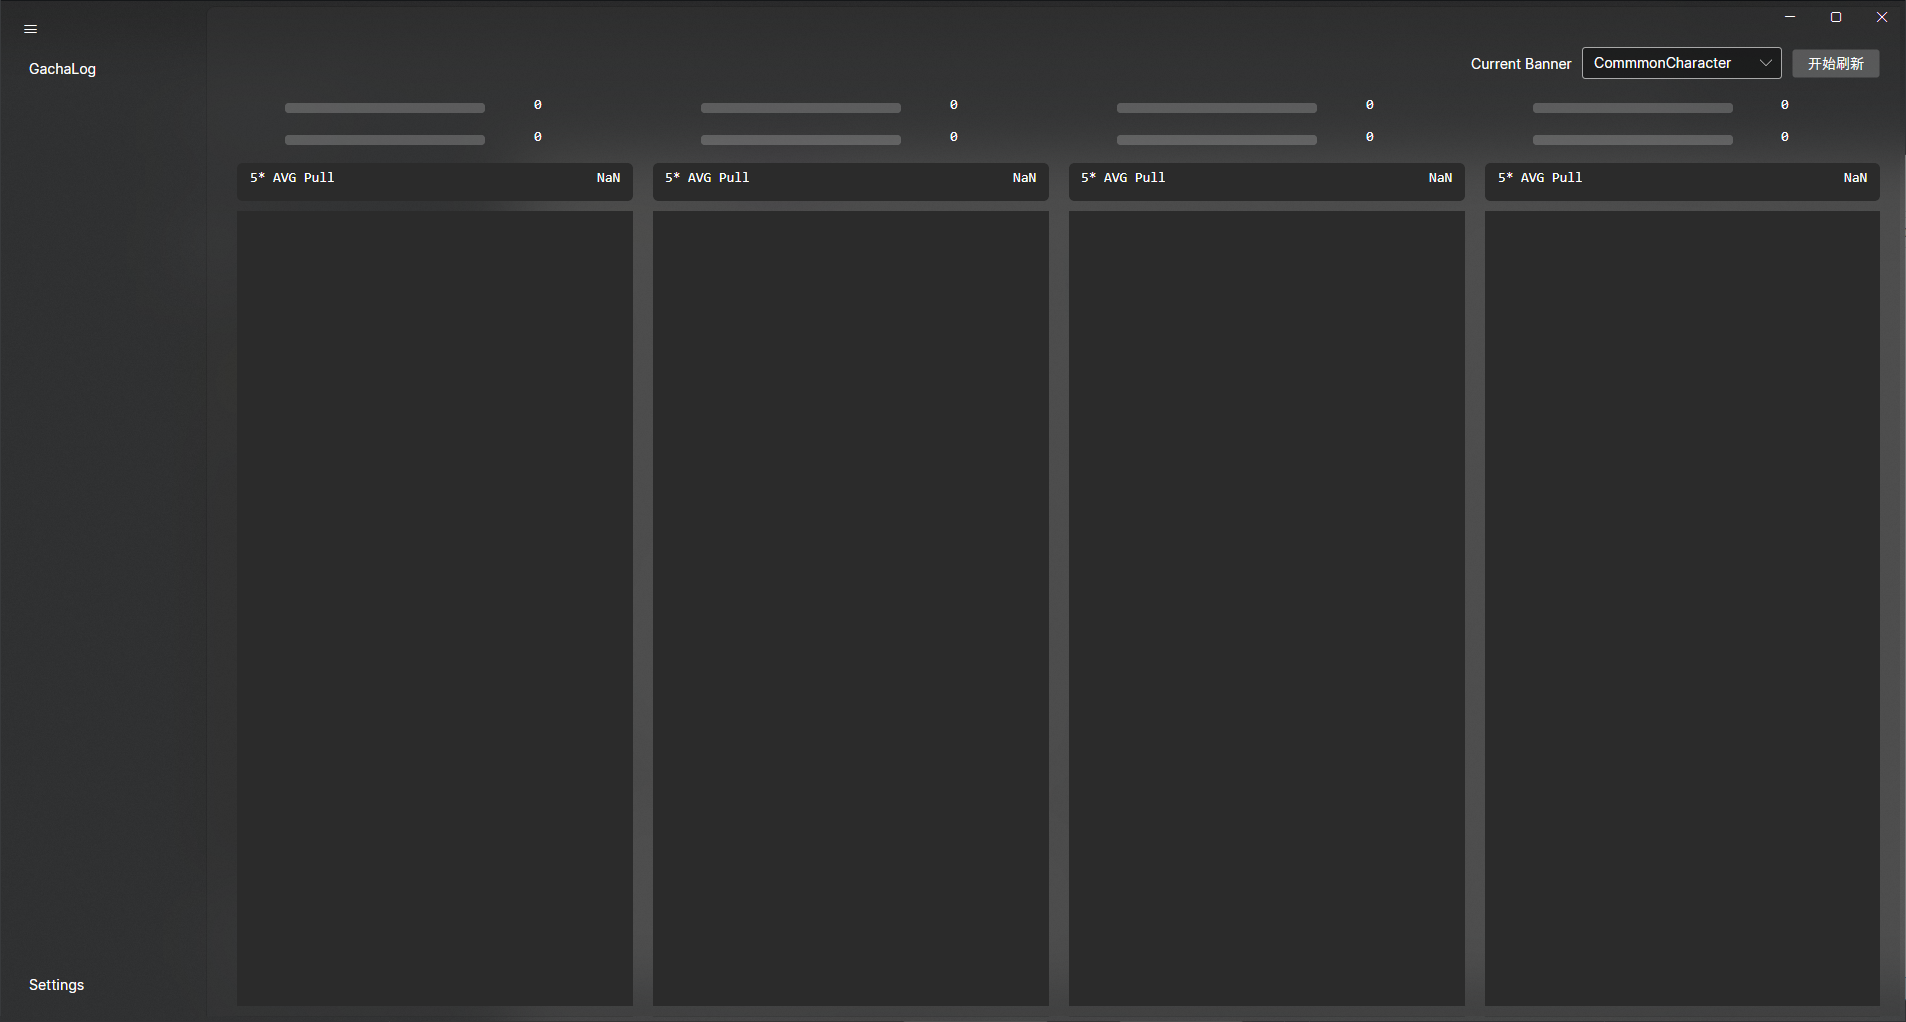 GachaLog
Current Banner CommmonCharacter 开始刷新
0 0 0 0
0 0 0 0
5* AVG Pull NaN 5* AVG Pull NaN 5* AVG Pull NaN 5* AVG Pull NaN
Settings